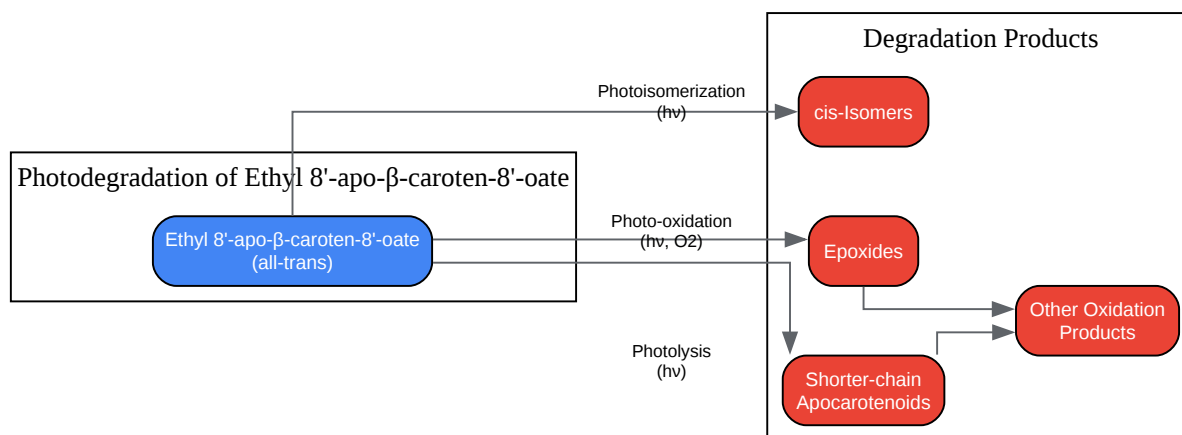 Degradation Products
Photoisomerization
(hν)
cis-Isomers
Photodegradation of Ethyl 8'-apo-β-caroten-8'-oate
Ethyl 8'-apo-β-caroten-8'-oate
(all-trans)
Photo-oxidation
(hν, O2)
Epoxides
Other Oxidation
Products
Photolysis
(hν)
Shorter-chain
Apocarotenoids